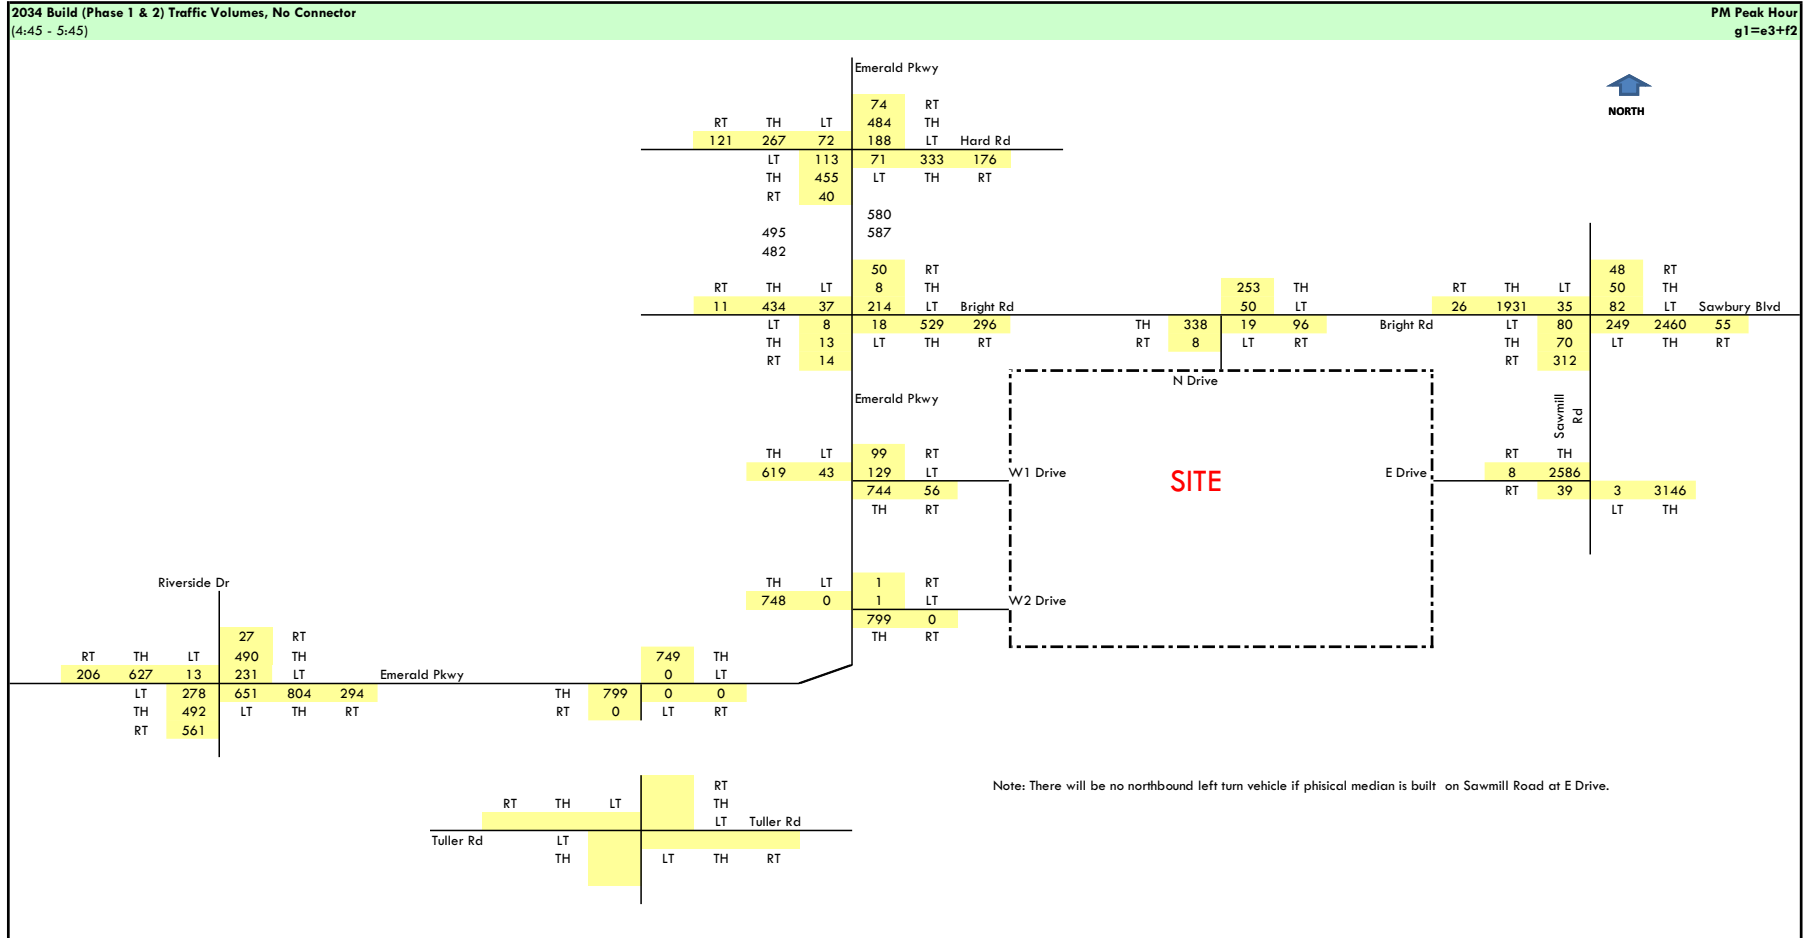 2034 Build (Phase 1 & 2) Traffic Volumes, No Connector PM Peak Hour
(4:45 - 5:45) g1=e3+f2
Emerald Pkwy
NORTH
74 RT
RT TH LT 484 TH
121 267 72 188 LT Hard Rd
LT 113 71 333 176
TH 455 LT TH RT
RT 40
580
495 587
482
50 RT
RT TH LT 8 TH
11 434 37 214 LT Bright Rd
LT 8 18 529 296
TH 13 LT TH RT
RT 14
253 TH
50 LT
TH 338 19 96 Bright Rd
RT 8 LT RT
N Drive
48 RT
RT TH LT 50 TH
26 1931 35 82 LT Sawbury Blvd
LT 80 249 2460 55
TH 70 LT TH RT
RT 312
Emerald Pkwy
Sawmill
Rd
TH LT 99 RT
619 43 129 LT W1 Drive
744 56
TH RT
SITE
RT TH
E Drive 8 2586
RT 39 3 3146
LT TH
TH LT 1 RT
748 0 1 LT W2 Drive
799 0
TH RT
Riverside Dr
27 RT
RT TH LT 490 TH
206 627 13 231 LT Emerald Pkwy
LT 278 651 804 294
TH 492 LT TH RT
RT 561
749 TH
0 LT
TH 799 0 0
RT 0 LT RT
RT
RT TH LT TH
LT Tuller Rd
Tuller Rd LT
TH LT TH RT
Note: There will be no northbound left turn vehicle if phisical median is built on Sawmill Road at E Drive.